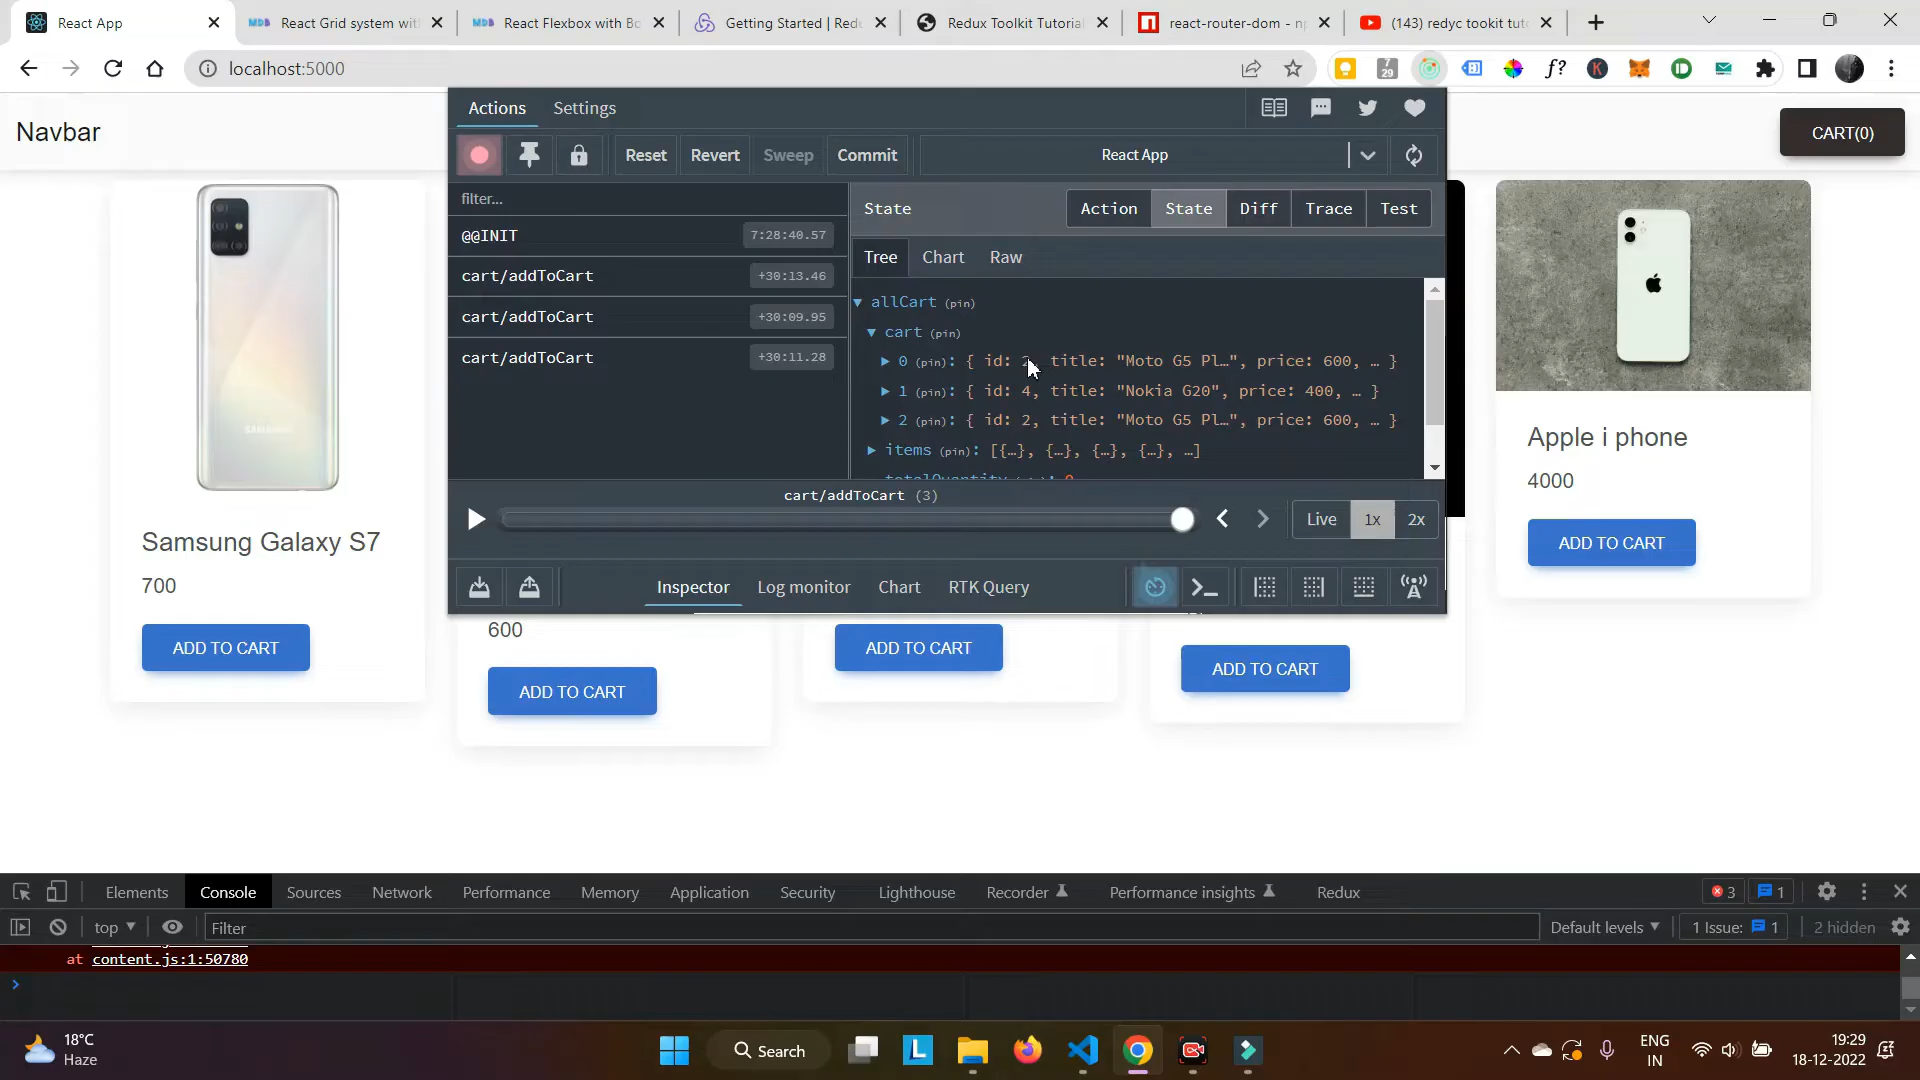 React App
React Grid system wit
React Flexbox with Bo
Getting Started | Redu
Redux Toolkit Tutorial
react-router-dom - np
(143) redyc tookit tut
localhost:5000
7
29
f?
K
Navbar
CART(0)
Actions
Settings
Reset
Revert
Sweep
Commit
React App
filter...
State
Action
State
Diff
Trace
Test
@@INIT
7:28:40.57
cart/addToCart
+30:13.46
cart/addToCart
+30:09.95
cart/addToCart
+30:11.28
Tree
Chart
Raw
allCart (pin)
cart (pin)
0 (pin): { id: 2, title: "Moto G5 Pl…", price: 600, … }
1 (pin): { id: 4, title: "Nokia G20", price: 400, … }
2 (pin): { id: 2, title: "Moto G5 Pl…", price: 600, … }
items (pin): [{…}, {…}, {…}, {…}, …]
cart/addToCart (3)
Live
1x
2x
Inspector
Log monitor
Chart
RTK Query
SAMSUNG
Samsung Galaxy S7
700
ADD TO CART
600
ADD TO CART
ADD TO CART
ADD TO CART
Apple i phone
4000
ADD TO CART
Elements
Console
Sources
Network
Performance
Memory
Application
Security
Lighthouse
Recorder
Performance insights
Redux
3
1
top
Filter
Default levels
1 Issue: 1
2 hidden
at content.js:1:50780
18°C
Haze
Search
L
ENG
IN
19:29
18-12-2022